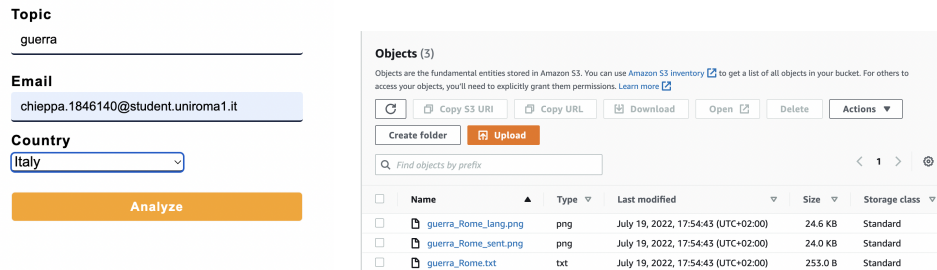 Topic
guerra
Email
chieppa.1846140@student.uniroma1.it
Country
Italy
Analyze
Objects (3)
Objects are the fundamental entities stored in Amazon S3. You can use Amazon S3 inventory to get a list of all objects in your bucket. For others to
access your objects, you'll need to explicitly grant them permissions. Learn more
Copy S3 URI Copy URL Download Open Delete Actions
Create folder Upload
Find objects by prefix 1
Name Type Last modified Size Storage class
guerra_Rome_lang.png png July 19, 2022, 17:54:43 (UTC+02:00) 24.6 KB Standard
guerra_Rome_sent.png png July 19, 2022, 17:54:43 (UTC+02:00) 24.0 KB Standard
guerra_Rome.txt txt July 19, 2022, 17:54:43 (UTC+02:00) 253.0 B Standard